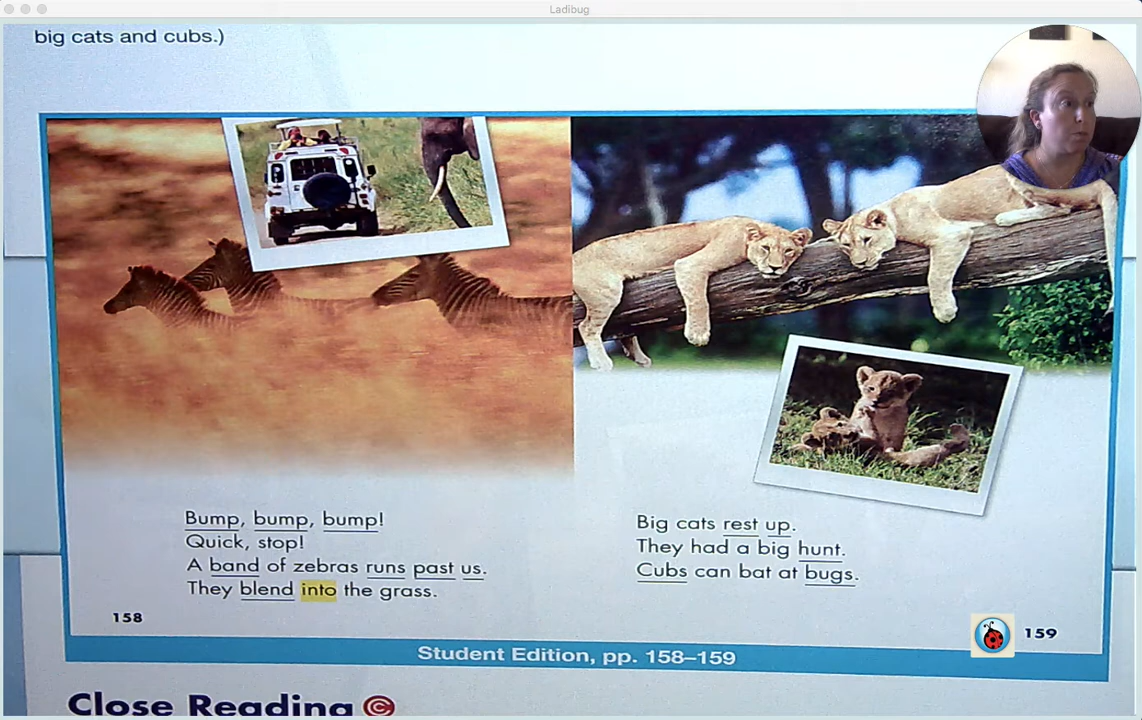 Ladibug
big cats and cubs.)
Bump, bump, bump!
Quick, stop!
A band of zebras runs past us.
They blend into the grass.
158
Big cats rest up.
They had a big hunt.
Cubs can bat at bugs.
159
Student Edition, pp. 158–159
Close Reading C